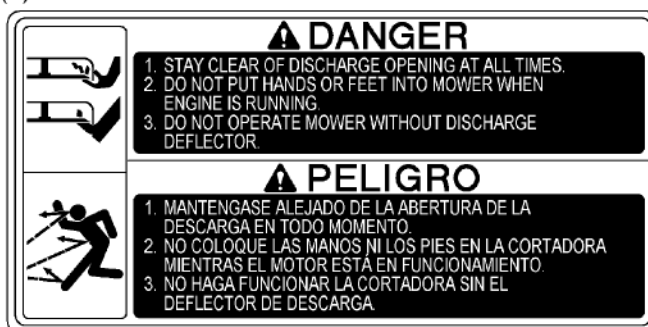 DANGER
1. STAY CLEAR OF DISCHARGE OPENING AT ALL TIMES.
2. DO NOT PUT HANDS OR FEET INTO MOWER WHEN
ENGINE IS RUNNING.
3. DO NOT OPERATE MOWER WITHOUT DISCHARGE
DEFLECTOR.
PELIGRO
1. MANTENGASE ALEJADO DE LA ABERTURA DE LA
DESCARGA EN TODO MOMENTO.
2. NO COLOQUE LAS MANOS NI LOS PIES EN LA CORTADORA
MIENTRAS EL MOTOR ESTÁ EN FUNCIONAMIENTO.
3. NO HAGA FUNCIONAR LA CORTADORA SIN EL
DEFLECTOR DE DESCARGA.